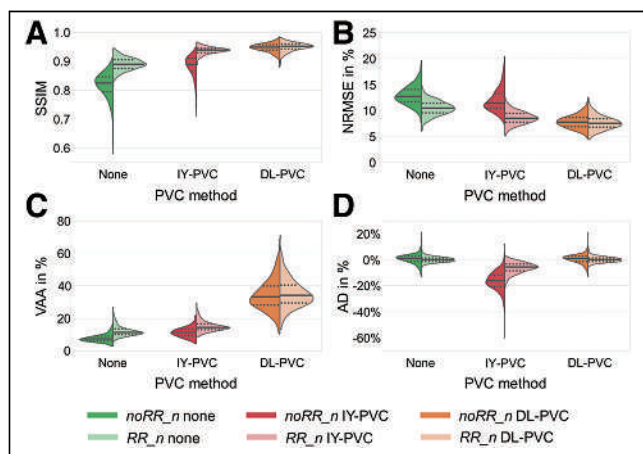 A
SSIM
1.0
0.9
0.8
0.7
0.6
None
IY-PVC
DL-PVC
PVC method
B
NRMSE in %
25
20
15
10
5
0
None
IY-PVC
DL-PVC
PVC method
C
VAA in %
80
60
40
20
0
None
IY-PVC
DL-PVC
PVC method
D
AD in %
20%
0%
-20%
-40%
-60%
None
IY-PVC
DL-PVC
PVC method
noRR_n none
noRR_n IY-PVC
noRR_n DL-PVC
RR_n none
RR_n IY-PVC
RR_n DL-PVC